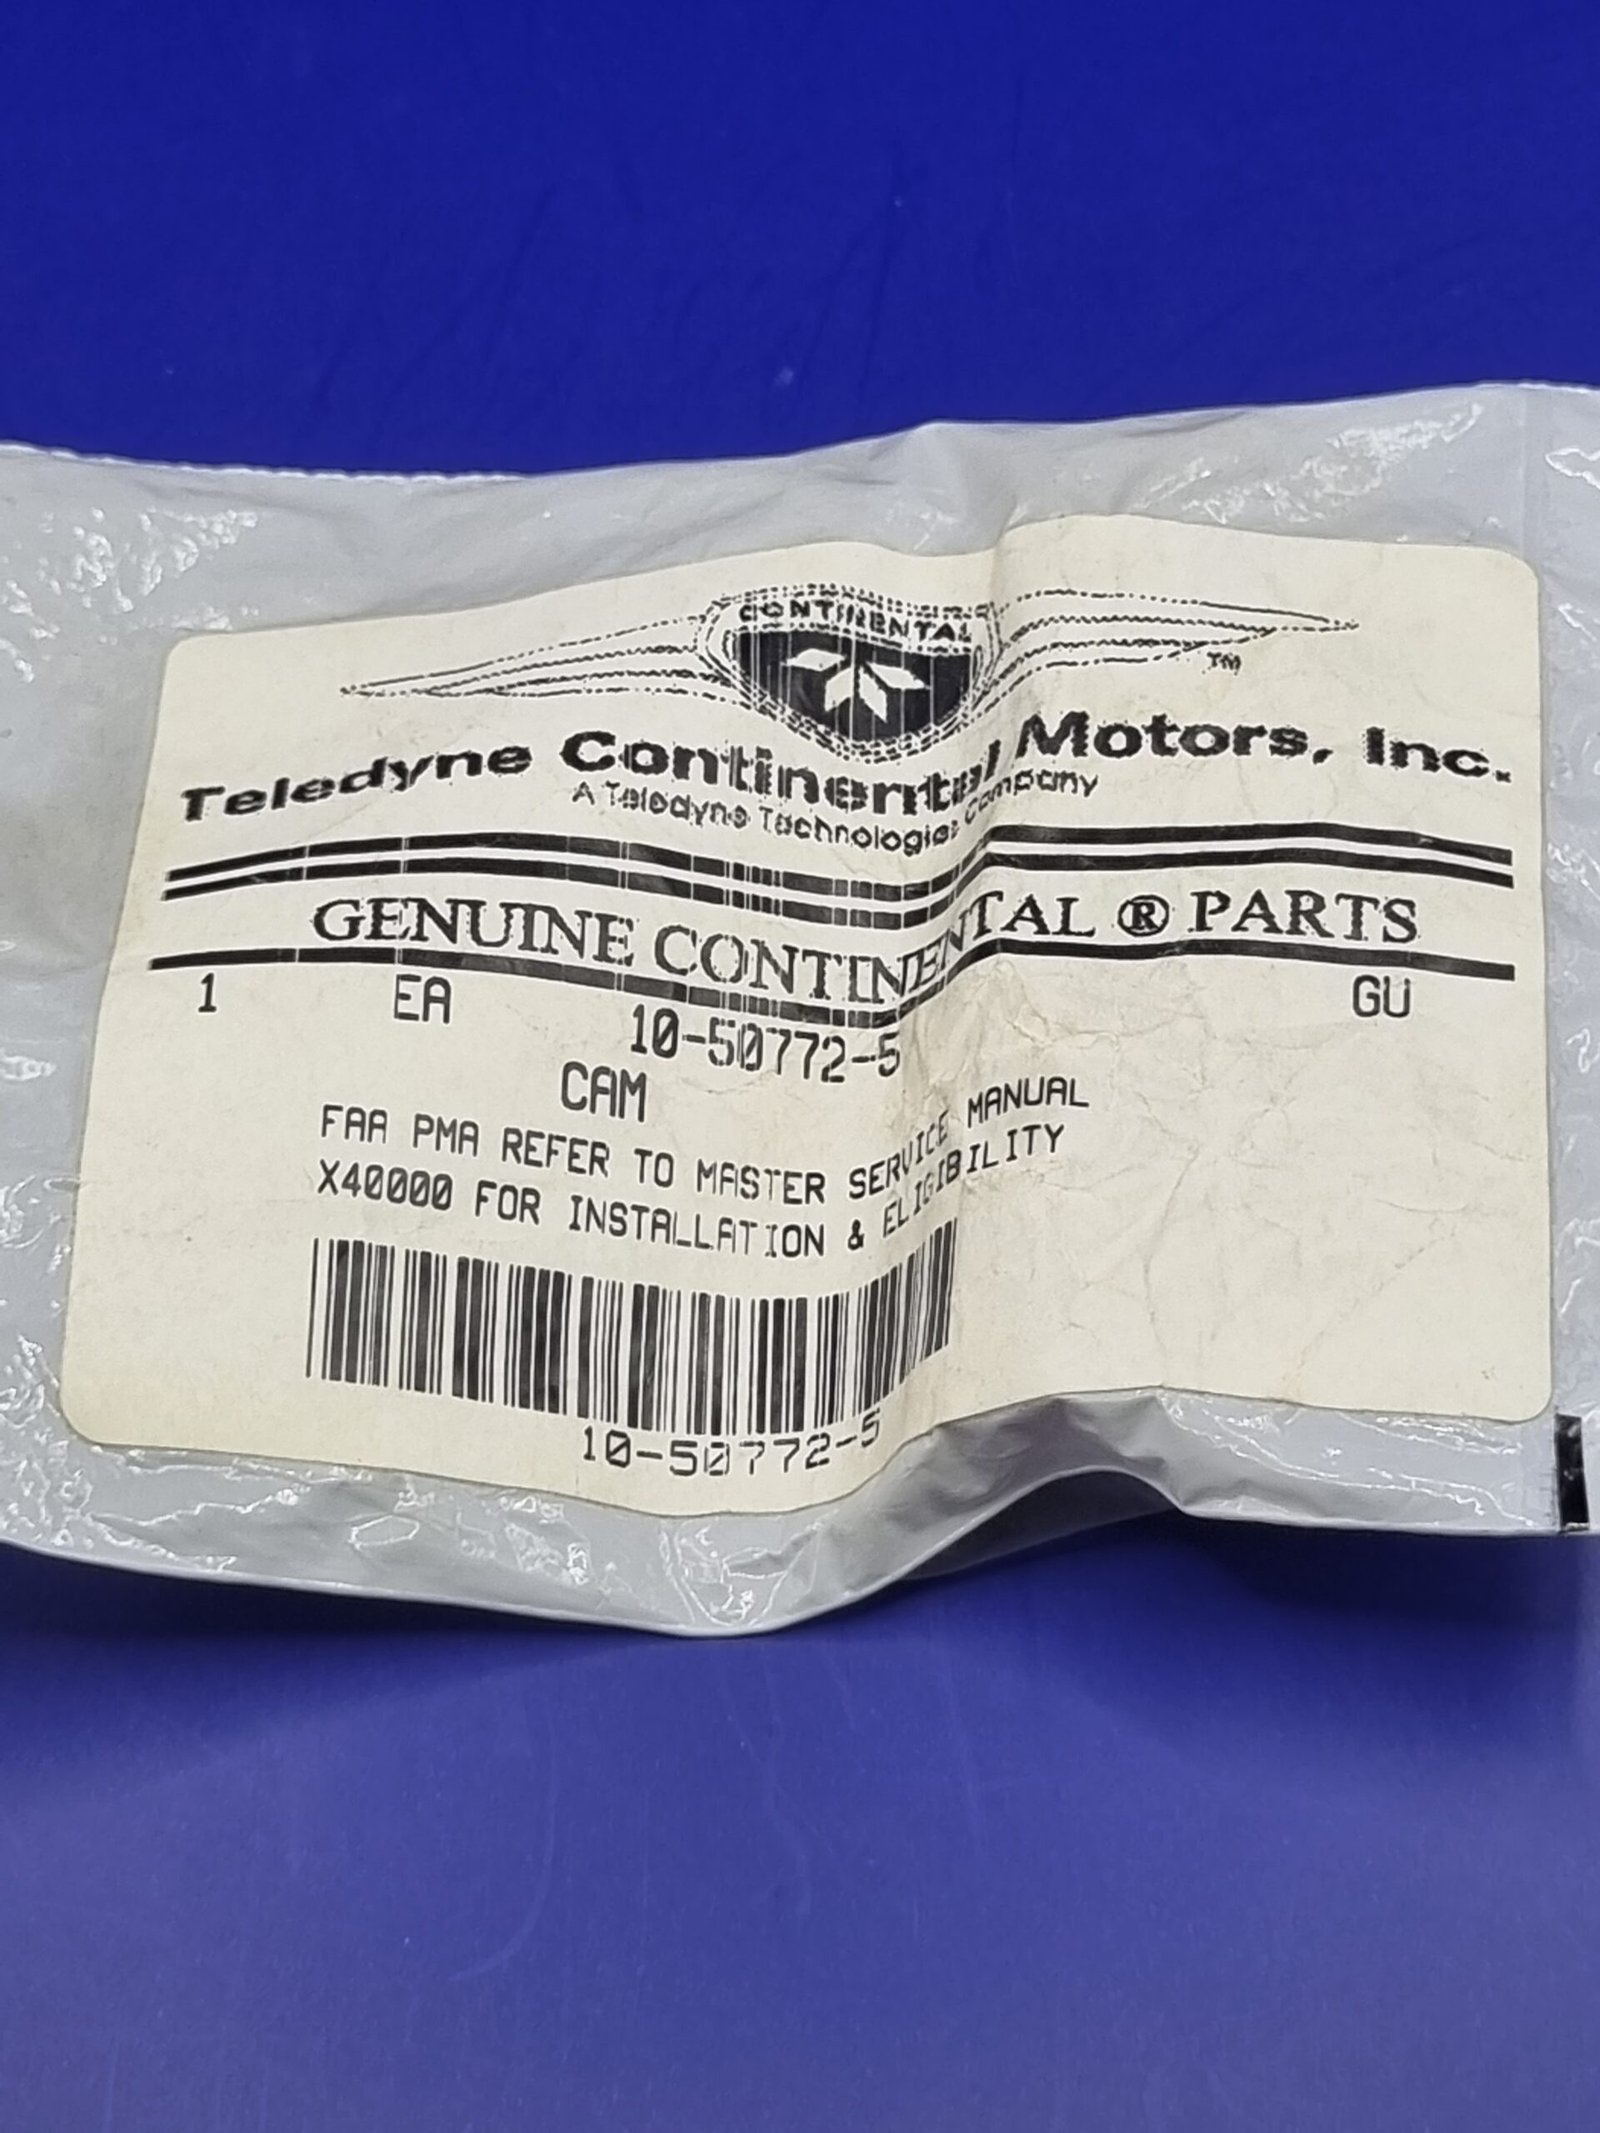 CONTINENTAL
TM
Teledyne Continental Motors, Inc.
A Teledyne Technologies Company
GENUINE CONTINENTAL ® PARTS
1 EA 10-50772-5 GU
CAM
FAA PMA REFER TO MASTER SERVICE MANUAL
X40000 FOR INSTALLATION & ELIGIBILITY
10-50772-5